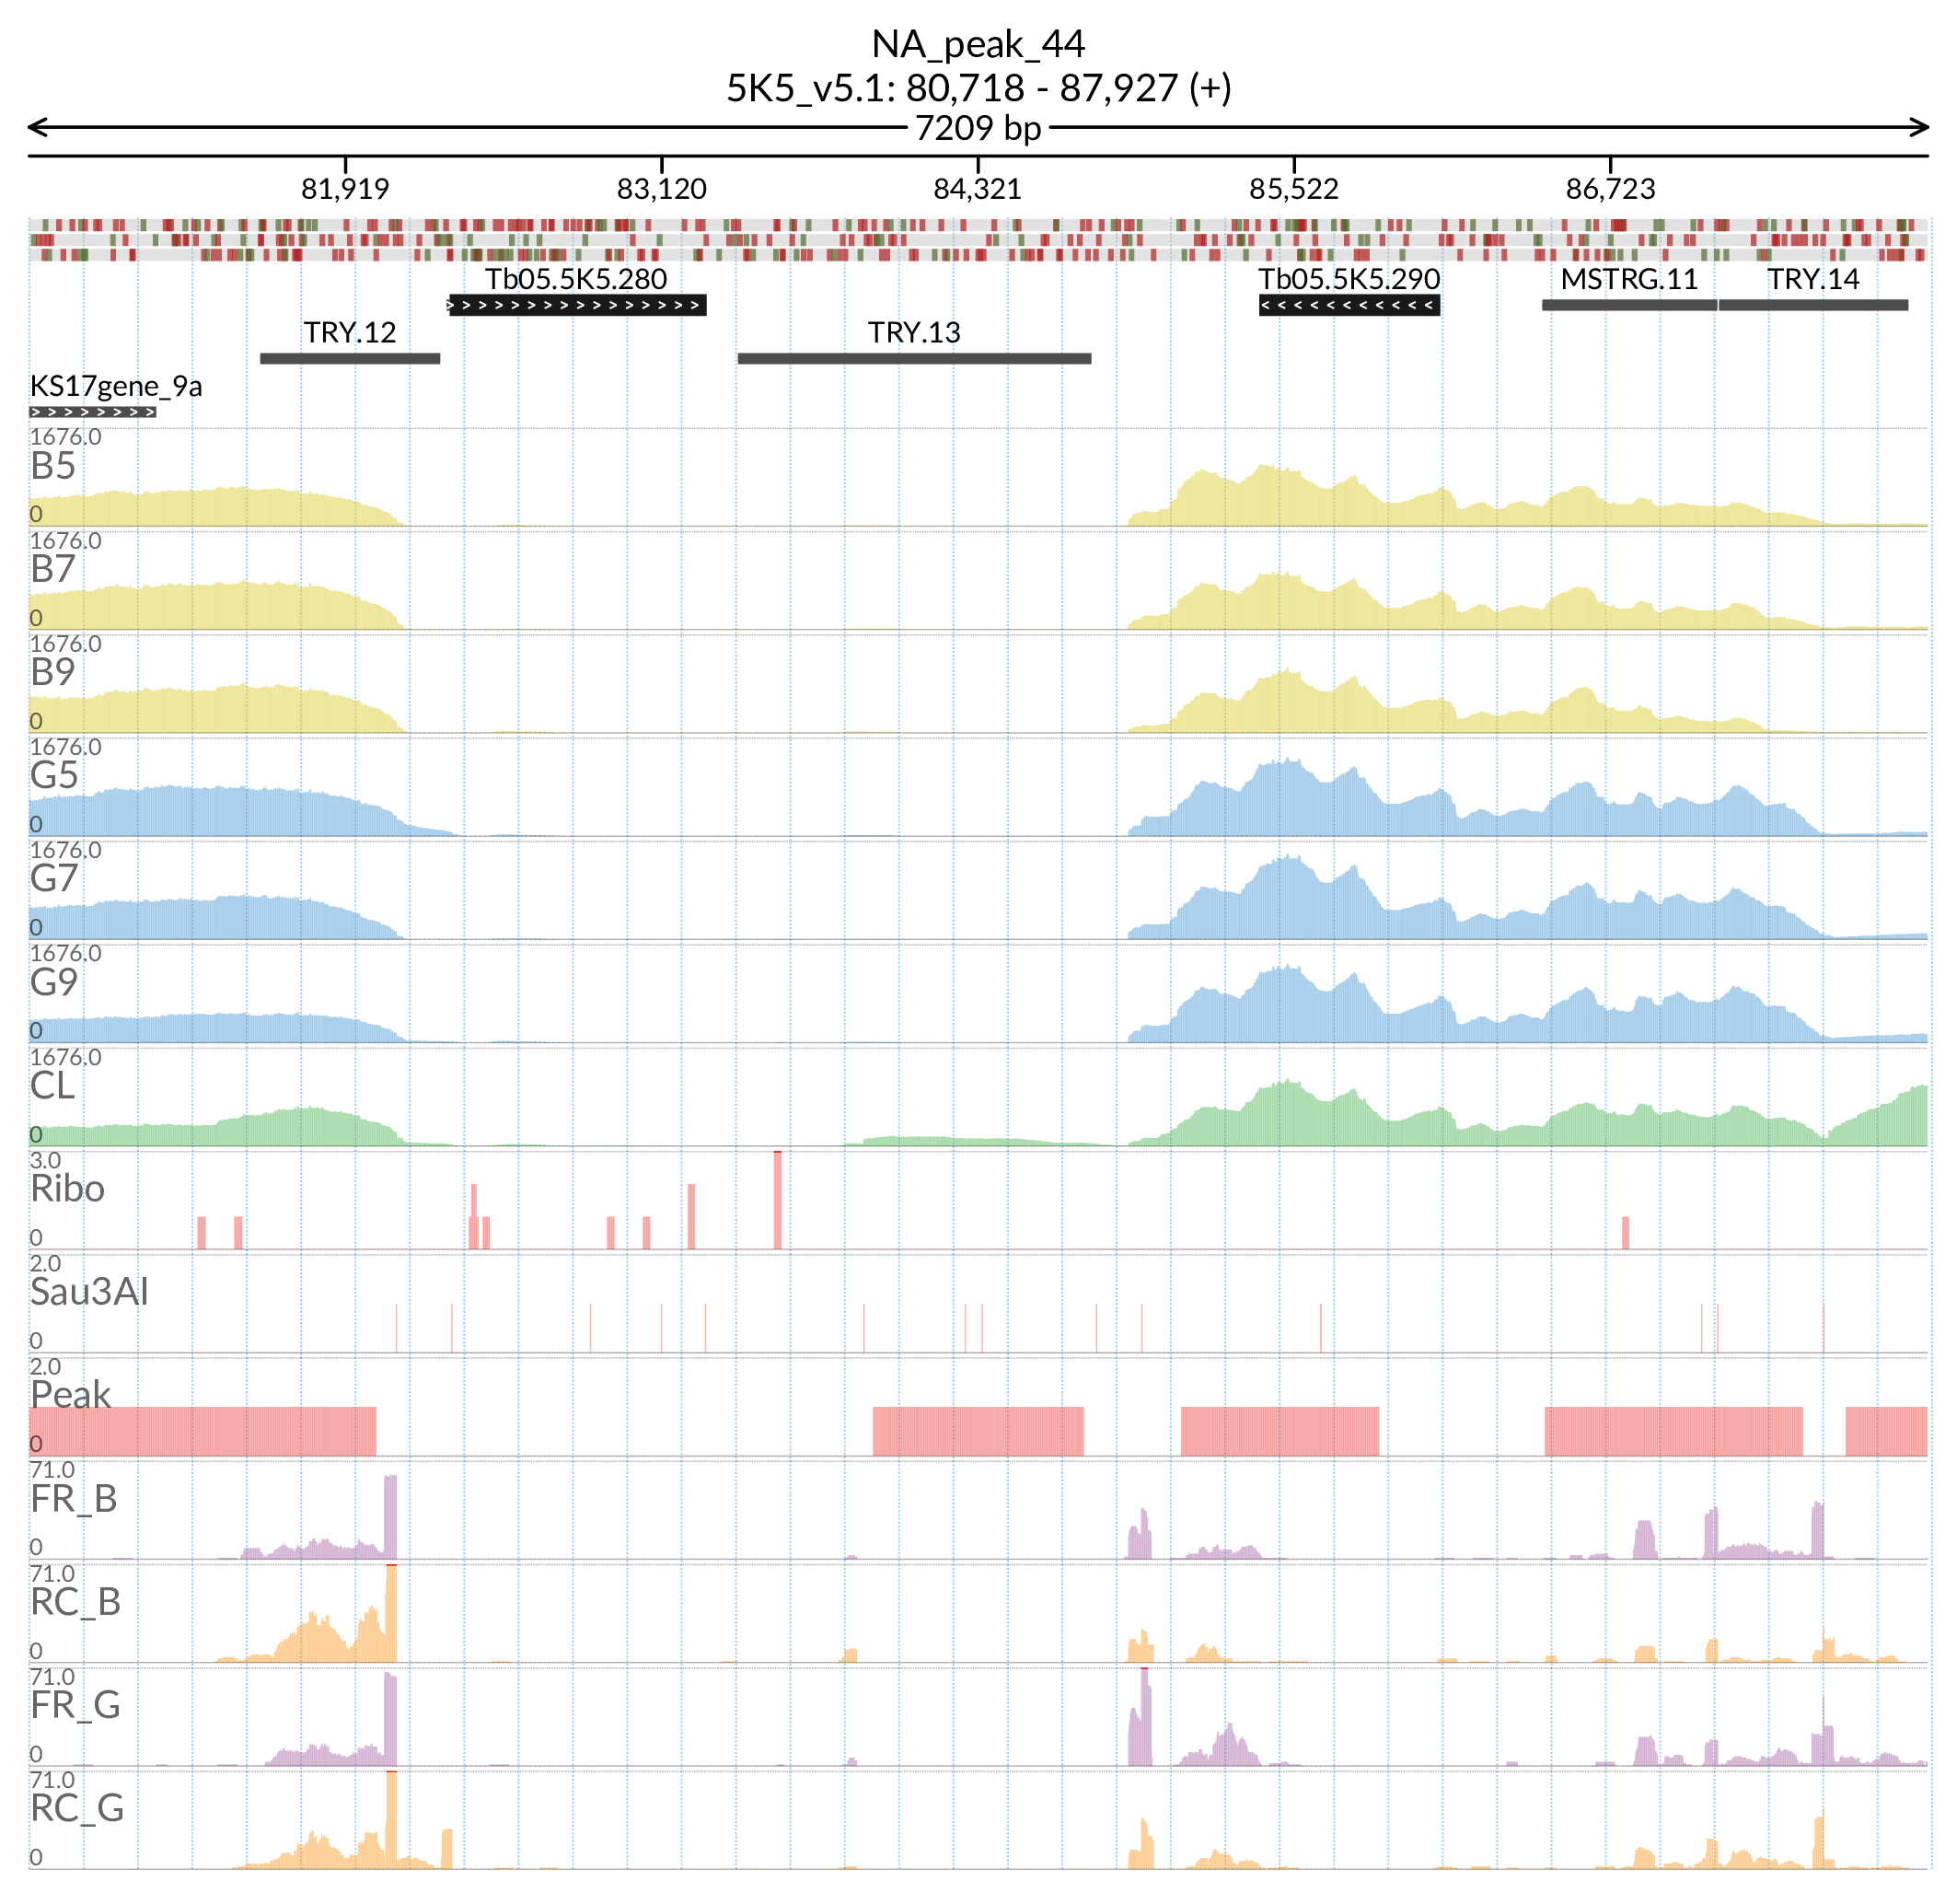 NA_peak_44
5K5_v5.1: 80,718 - 87,927 (+)
7209 bp
81,919 83,120 84,321 85,522 86,723
Tb05.5K5.280 Tb05.5K5.290 MSTRG.11 TRY.14
TRY.12 TRY.13
KS17gene_9a
1676.0
B5
0
1676.0
B7
0
1676.0
B9
0
1676.0
G5
0
1676.0
G7
0
1676.0
G9
0
1676.0
CL
0
3.0
Ribo
0
2.0
Sau3AI
0
2.0
Peak
0
71.0
FR_B
0
71.0
RC_B
0
71.0
FR_G
0
71.0
RC_G
0